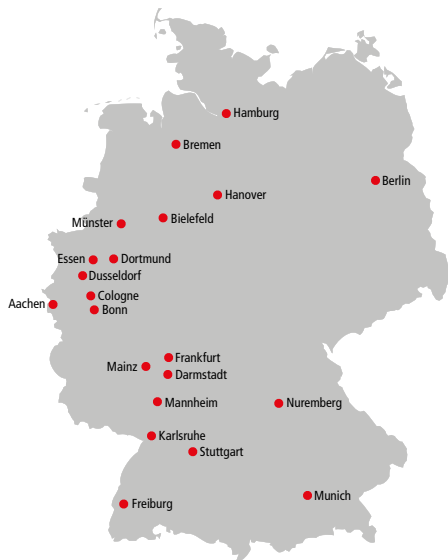 Hamburg
Bremen
Berlin
Hanover
Bielefeld
Münster
Essen
Dortmund
Dusseldorf
Cologne
Aachen
Bonn
Frankfurt
Mainz
Darmstadt
Mannheim
Nuremberg
Karlsruhe
Stuttgart
Munich
Freiburg